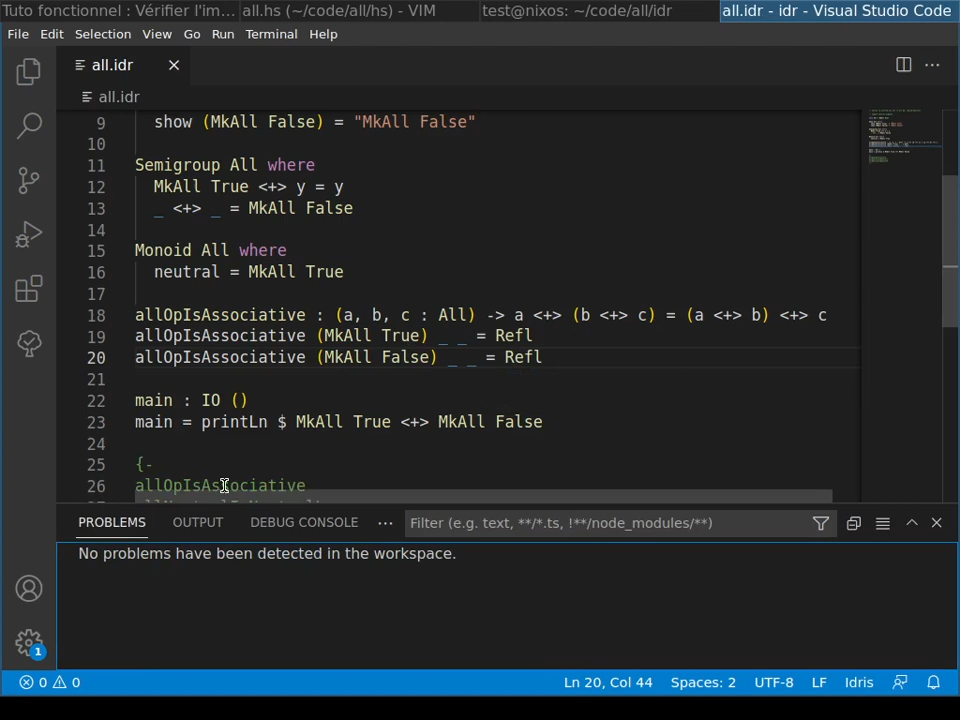 Tuto fonctionnel : Vérifier l'im... all.hs (~/code/all/hs) - VIM test@nixos: ~/code/all/idr all.idr - idr - Visual Studio Code
File Edit Selection View Go Run Terminal Help
all.idr
all.idr
9 show (MkAll False) = "MkAll False"
10
11 Semigroup All where
12 MkAll True <+> y = y
13 _ <+> _ = MkAll False
14
15 Monoid All where
16 neutral = MkAll True
17
18 allOpIsAssociative : (a, b, c : All) -> a <+> (b <+> c) = (a <+> b) <+> c
19 allOpIsAssociative (MkAll True) _ _ = Refl
20 allOpIsAssociative (MkAll False) _ _ = Refl
21
22 main : IO ()
23 main = printLn $ MkAll True <+> MkAll False
24
25 {-
26 allOpIsAssociative
PROBLEMS OUTPUT DEBUG CONSOLE ... Filter (e.g. text, **/*.ts, !**/node_modules/**)
No problems have been detected in the workspace.
1
0 0 Ln 20, Col 44 Spaces: 2 UTF-8 LF Idris